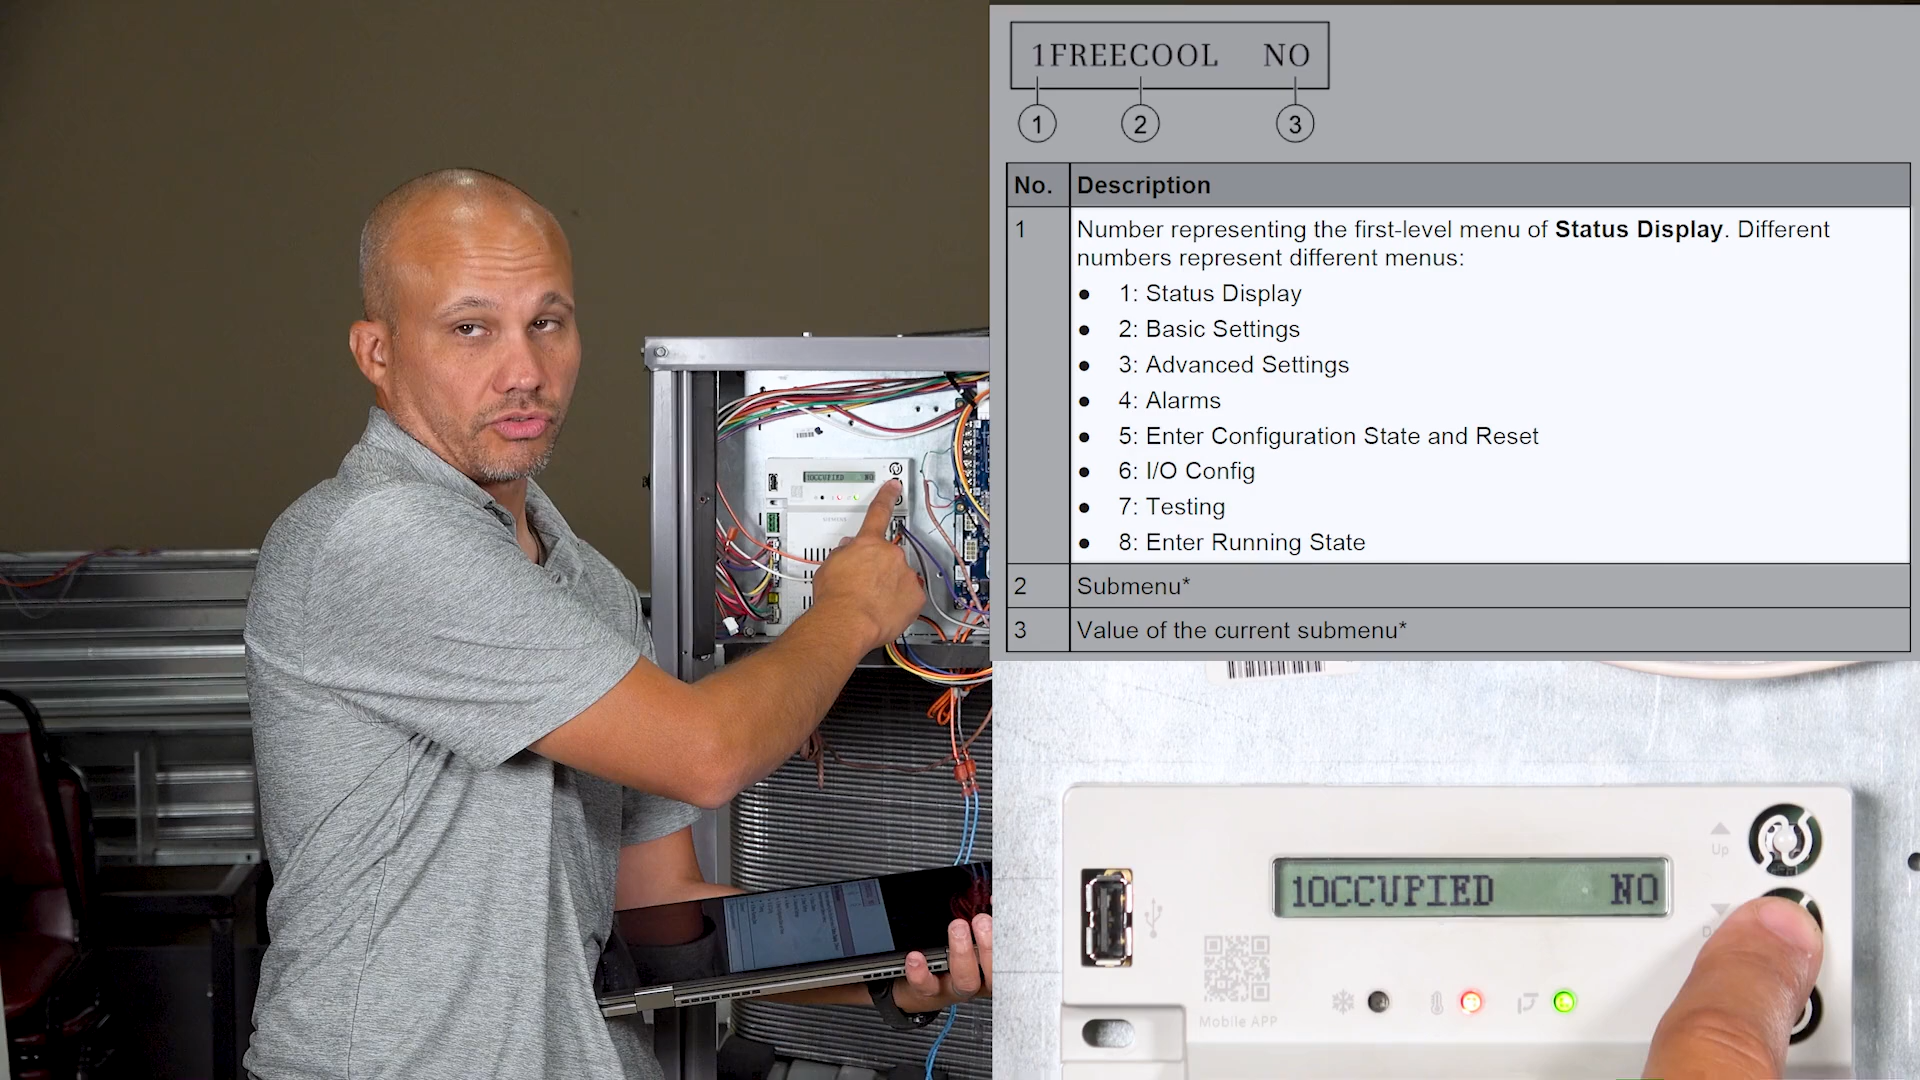 1FREECOOL NO
1 2 3
No. Description
1 Number representing the first-level menu of Status Display. Different
numbers represent different menus:
● 1: Status Display
● 2: Basic Settings
● 3: Advanced Settings
● 4: Alarms
● 5: Enter Configuration State and Reset
● 6: I/O Config
● 7: Testing
● 8: Enter Running State
2 Submenu*
3 Value of the current submenu*
1OCCUPIED NO
SIEMENS
Up
1OCCUPIED NO
Mobile APP